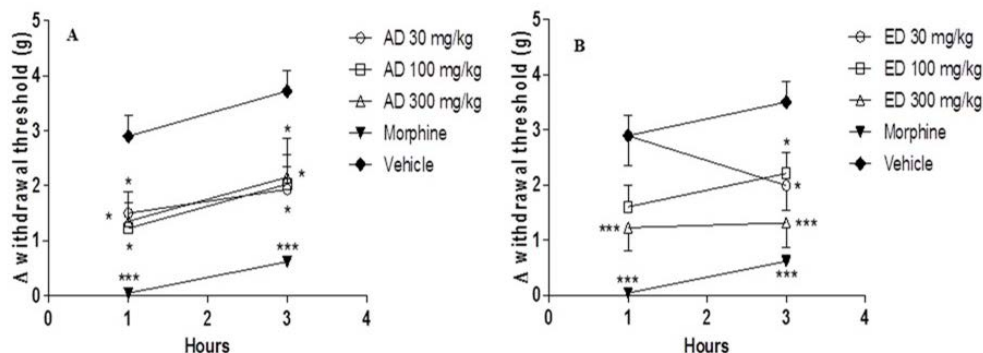 A
Δ withdrawal threshold (g)
5
4
3
2
1
0
0 1 2 3 4
Hours
AD 30 mg/kg
AD 100 mg/kg
AD 300 mg/kg
Morphine
Vehicle
*
*
*
***
*
*
*
***
B
Δ withdrawal threshold (g)
5
4
3
2
1
0
0 1 2 3 4
Hours
ED 30 mg/kg
ED 100 mg/kg
ED 300 mg/kg
Morphine
Vehicle
***
***
*
*
***
***